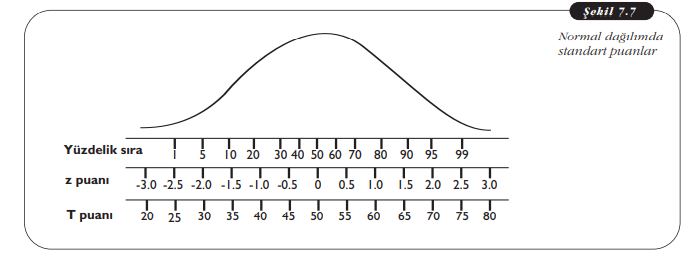 Şekil 7.7
Normal dağılımda
standart puanlar
Yüzdelik sıra 1 5 10 20 30 40 50 60 70 80 90 95 99
z puanı -3.0 -2.5 -2.0 -1.5 -1.0 -0.5 0 0.5 1.0 1.5 2.0 2.5 3.0
T puanı 20 25 30 35 40 45 50 55 60 65 70 75 80